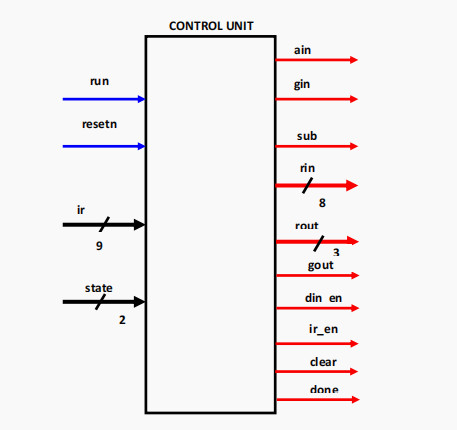 CONTROL UNIT
run
resetn
ir
9
state
2
ain
gin
sub
rin
8
rout
3
gout
din_en
ir_en
clear
done